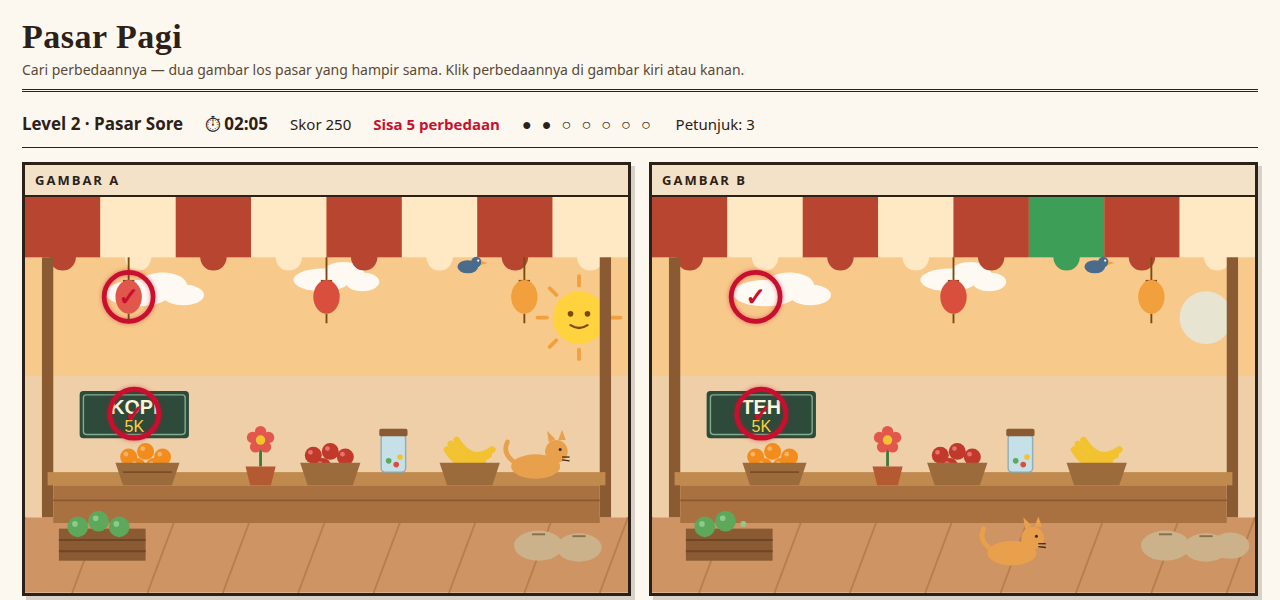 Pasar Pagi
Cari perbedaannya — dua gambar los pasar yang hampir sama. Klik perbedaannya di gambar kiri atau kanan.
Level 2 · Pasar Sore ⏱ 02:05 Skor 250 Sisa 5 perbedaan ● ● ○ ○ ○ ○ ○ Petunjuk: 3
GAMBAR A
GAMBAR B
KOPI
5K
TEH
5K